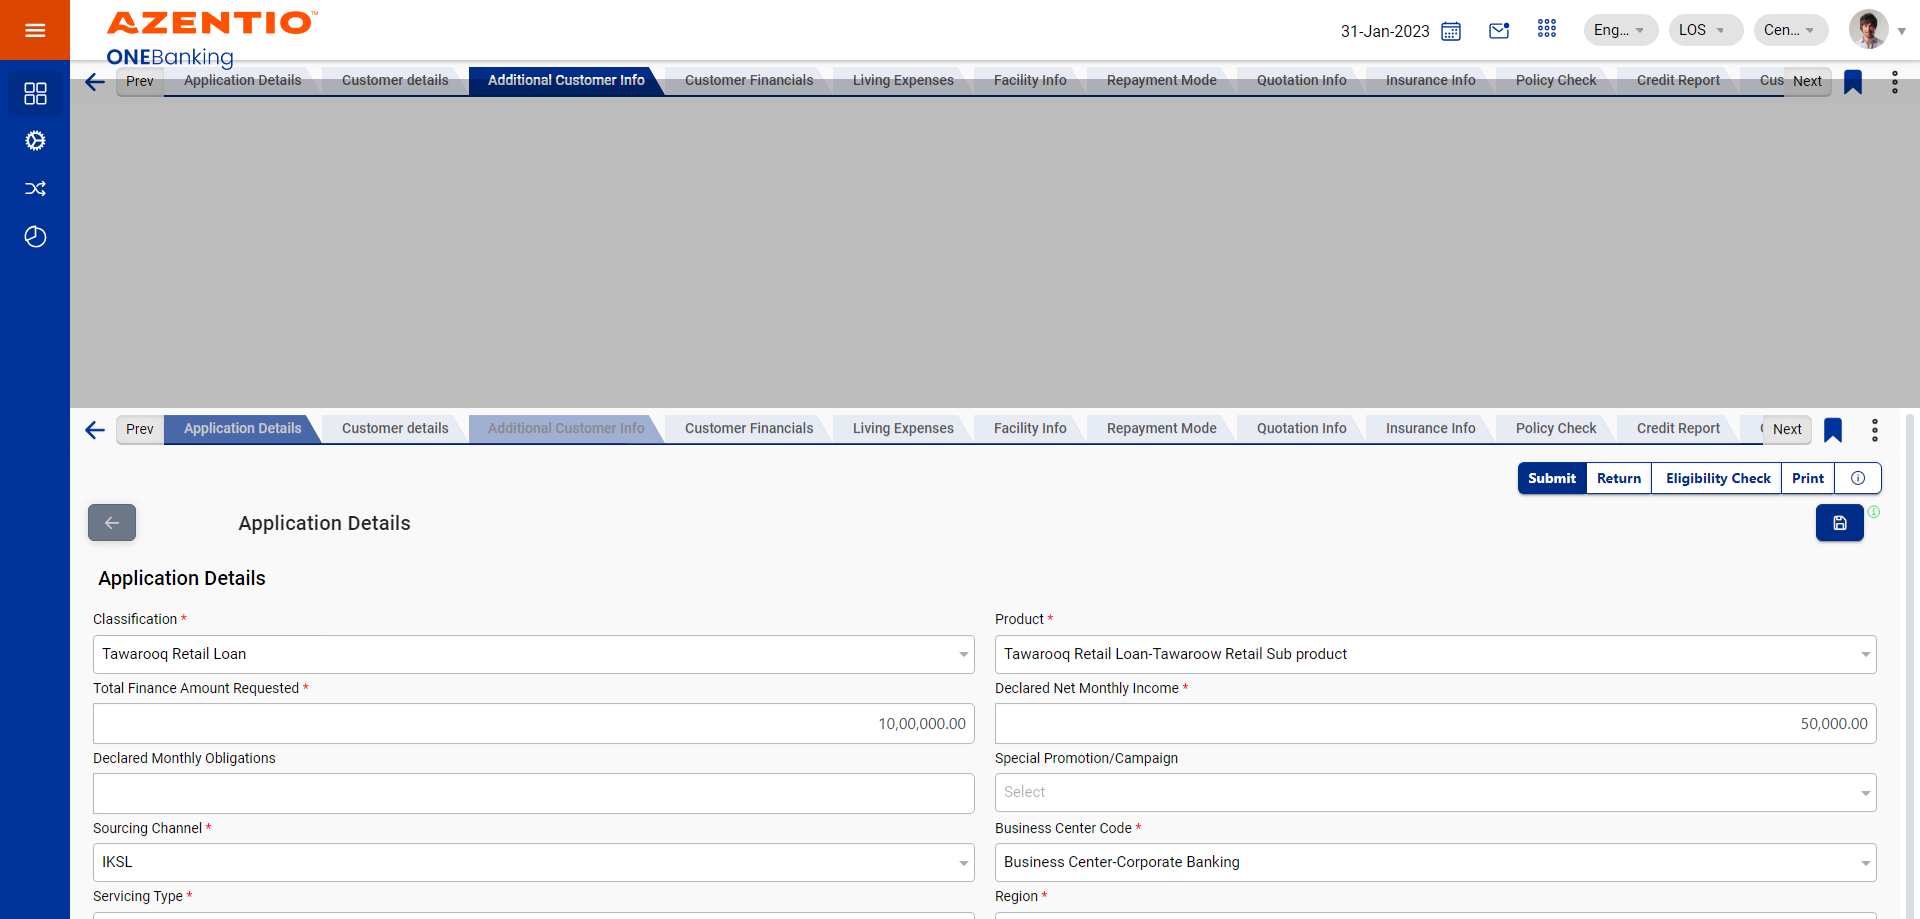 AZENTIO™
ONEBanking
31-Jan-2023
Eng...
LOS
Cen...
Prev
Application Details
Customer details
Additional Customer Info
Customer Financials
Living Expenses
Facility Info
Repayment Mode
Quotation Info
Insurance Info
Policy Check
Credit Report
Cus
Next
Prev
Application Details
Customer details
Additional Customer Info
Customer Financials
Living Expenses
Facility Info
Repayment Mode
Quotation Info
Insurance Info
Policy Check
Credit Report
Next
Submit
Return
Eligibility Check
Print
Application Details
Application Details
Classification *
Product *
Tawarooq Retail Loan
Tawarooq Retail Loan-Tawaroow Retail Sub product
Total Finance Amount Requested *
Declared Net Monthly Income *
10,00,000.00
50,000.00
Declared Monthly Obligations
Special Promotion/Campaign
Select
Sourcing Channel *
Business Center Code *
IKSL
Business Center-Corporate Banking
Servicing Type *
Region *